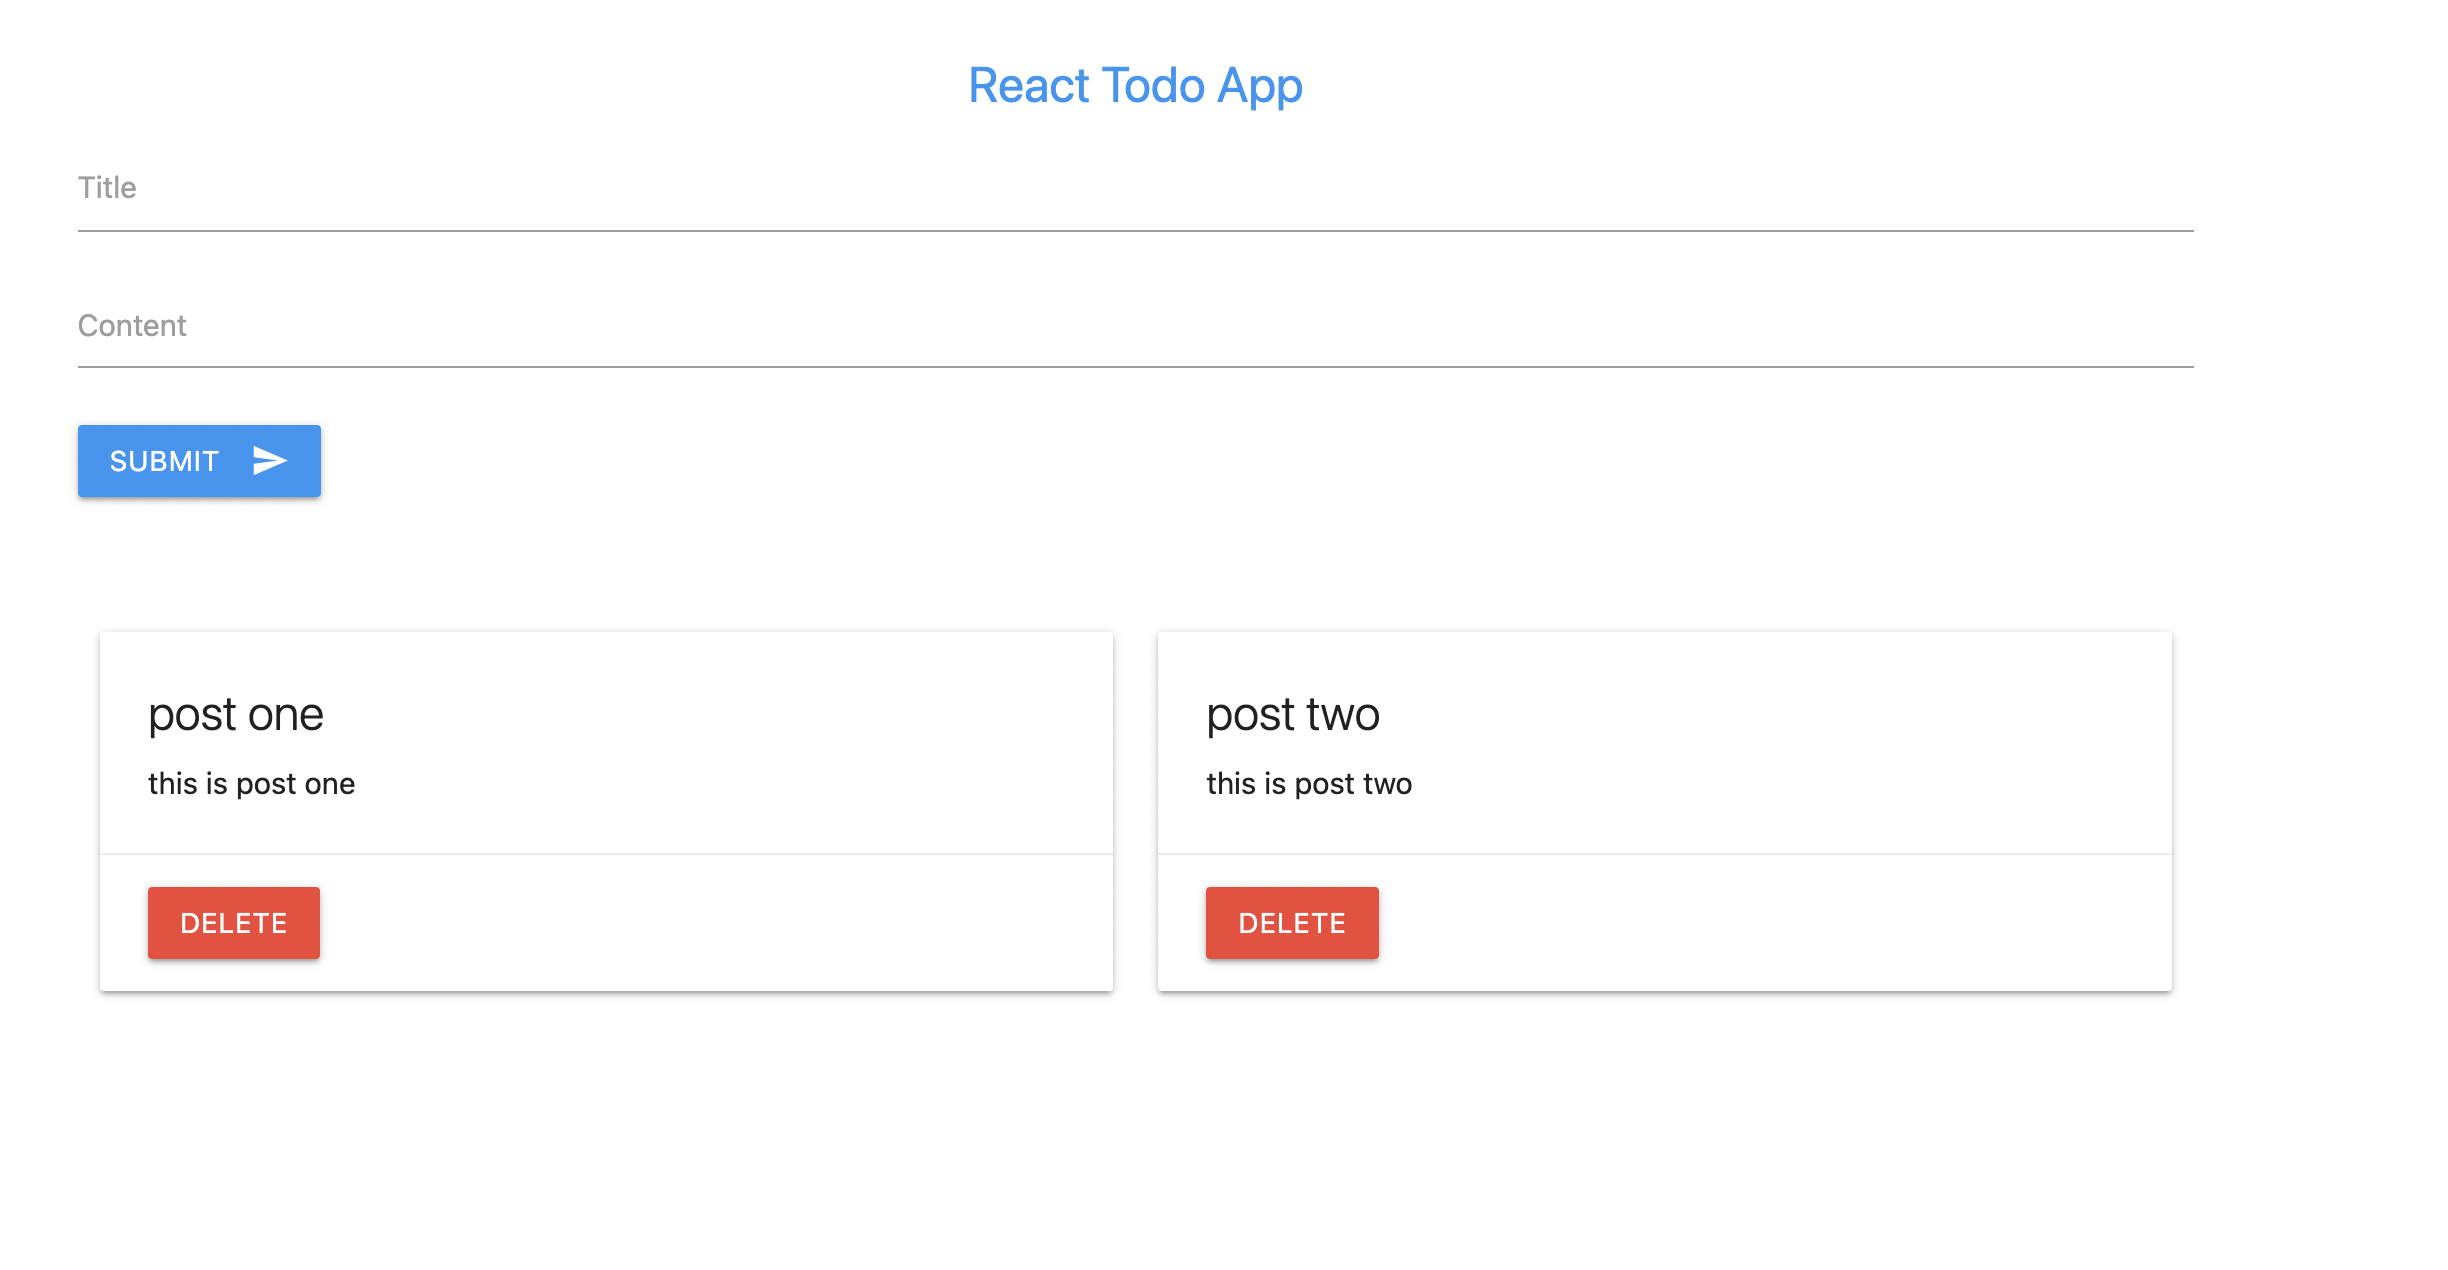 React Todo App
Title
Content
SUBMIT
post one
this is post one
DELETE
post two
this is post two
DELETE